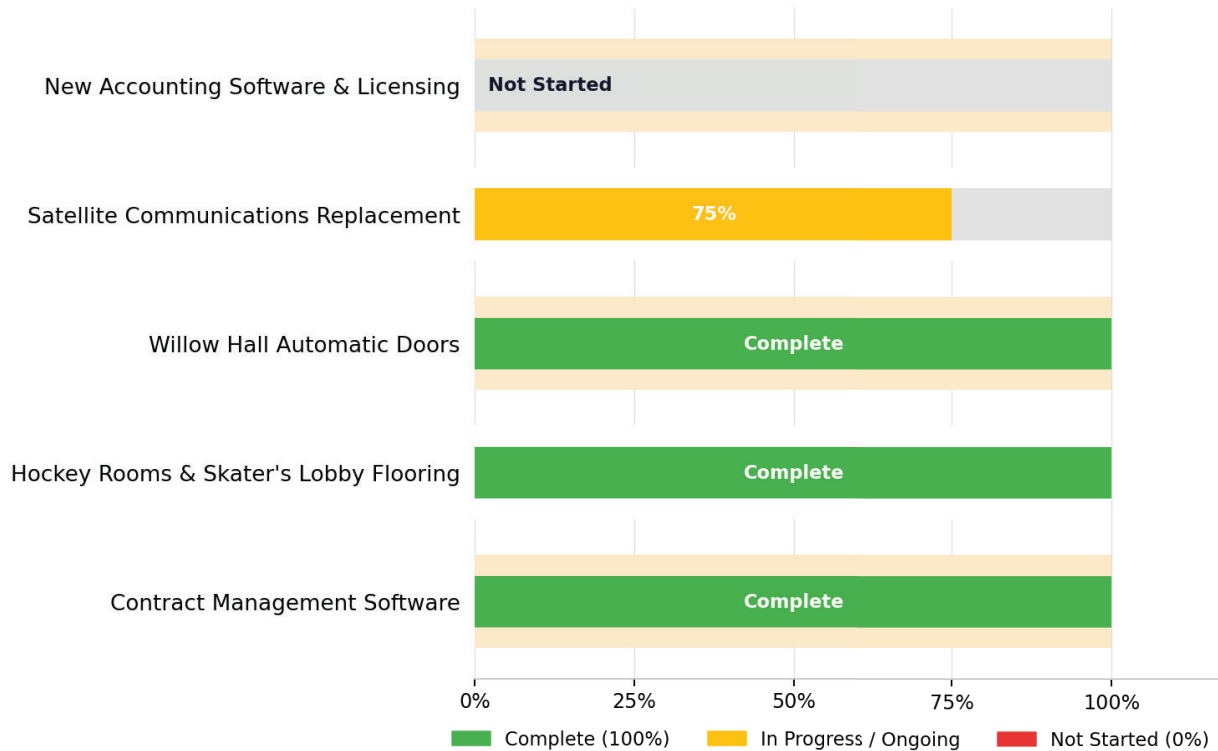 New Accounting Software & Licensing
Not Started
Satellite Communications Replacement
75%
Willow Hall Automatic Doors
Complete
Hockey Rooms & Skater's Lobby Flooring
Complete
Contract Management Software
Complete
0% 25% 50% 75% 100%
Complete (100%) In Progress / Ongoing Not Started (0%)